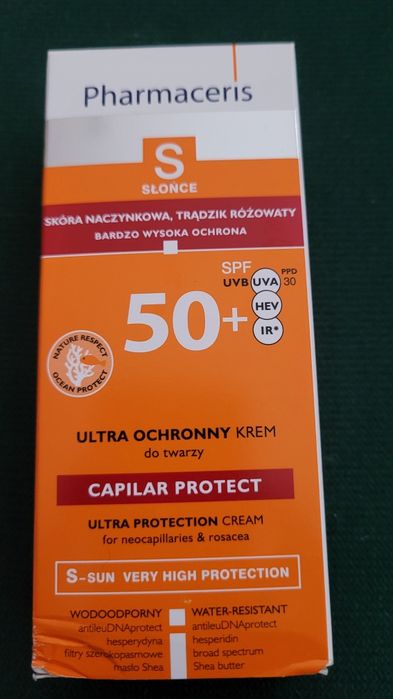 Pharmaceris
S
SŁOŃCE
SKÓRA NACZYNKOWA, TRĄDZIK RÓŻOWATY
BARDZO WYSOKA OCHRONA
SPF
UVB UVA PPD 30
50+
HEV
IR*
NATURE RESPECT
OCEAN PROTECT
ULTRA OCHRONNY KREM
do twarzy
CAPILAR PROTECT
ULTRA PROTECTION CREAM
for neocapillaries & rosacea
S-SUN VERY HIGH PROTECTION
WODOODPORNY
antileuDNAprotect
hesperydyna
filtry szerokopasmowe
masło Shea
WATER-RESISTANT
antileuDNAprotect
hesperidin
broad spectrum
Shea butter